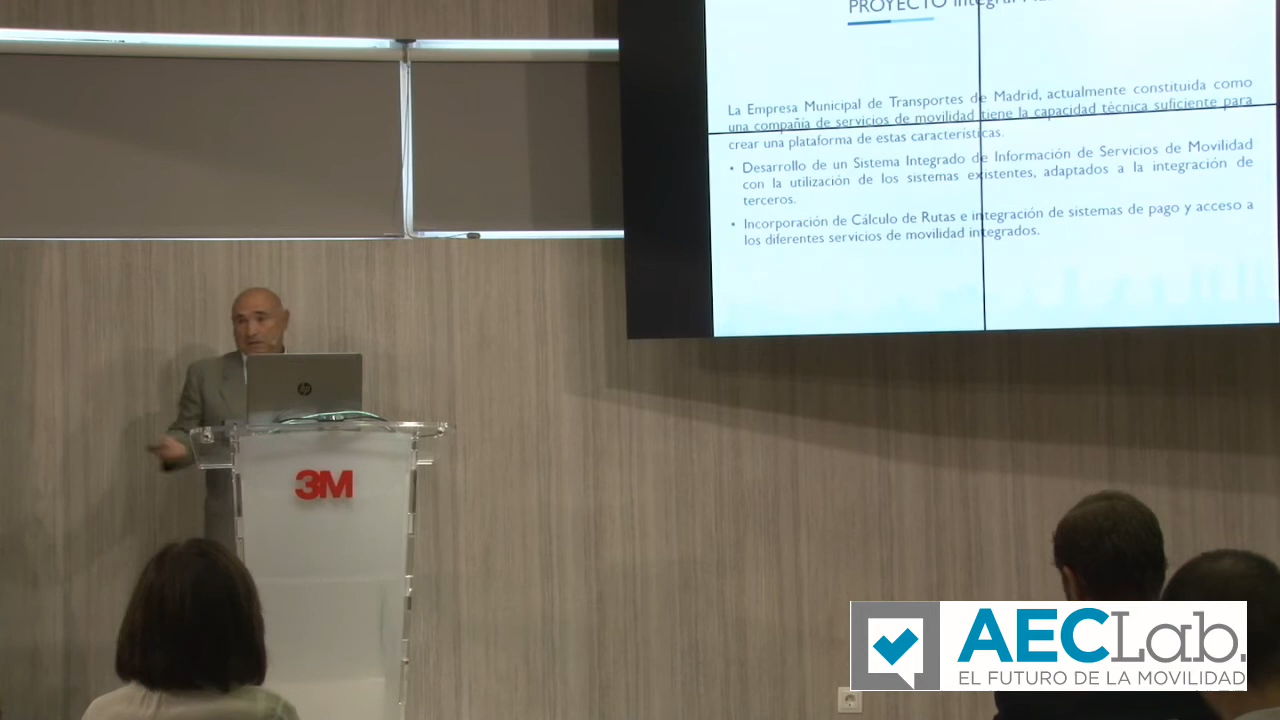 PROYECTO Integral
La Empresa Municipal de Transportes de Madrid, actualmente constituida como
una compañía de servicios de movilidad tiene la capacidad técnica suficiente para
crear una plataforma de estas características.
• Desarrollo de un Sistema Integrado de Información de Servicios de Movilidad
con la utilización de los sistemas existentes, adaptados a la integración de
terceros.
• Incorporación de Cálculo de Rutas e integración de sistemas de pago y acceso a
los diferentes servicios de movilidad integrados.
hp
3M
AECLab.
EL FUTURO DE LA MOVILIDAD